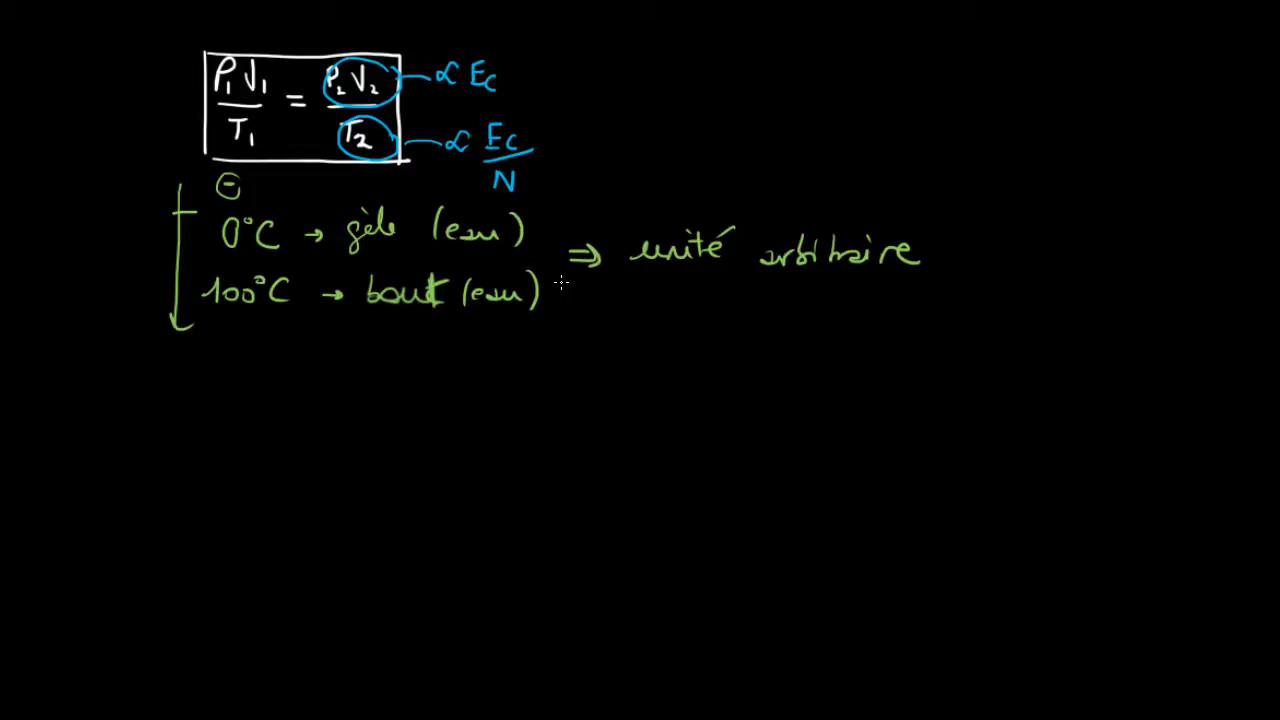 P₁V₁ / T₁ = P₂V₂ / T₂
∝ Ec
∝ Ec / N
⊖
0°C → gèle (eau)
100°C → bout (eau)
⇒ unité arbitraire